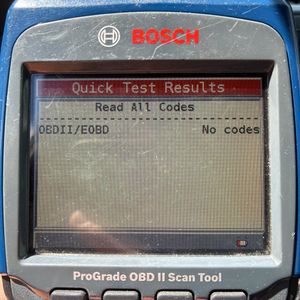 BOSCH
Quick Test Results
Read All Codes
OBDII/EOBD No codes
ProGrade OBD II Scan Tool